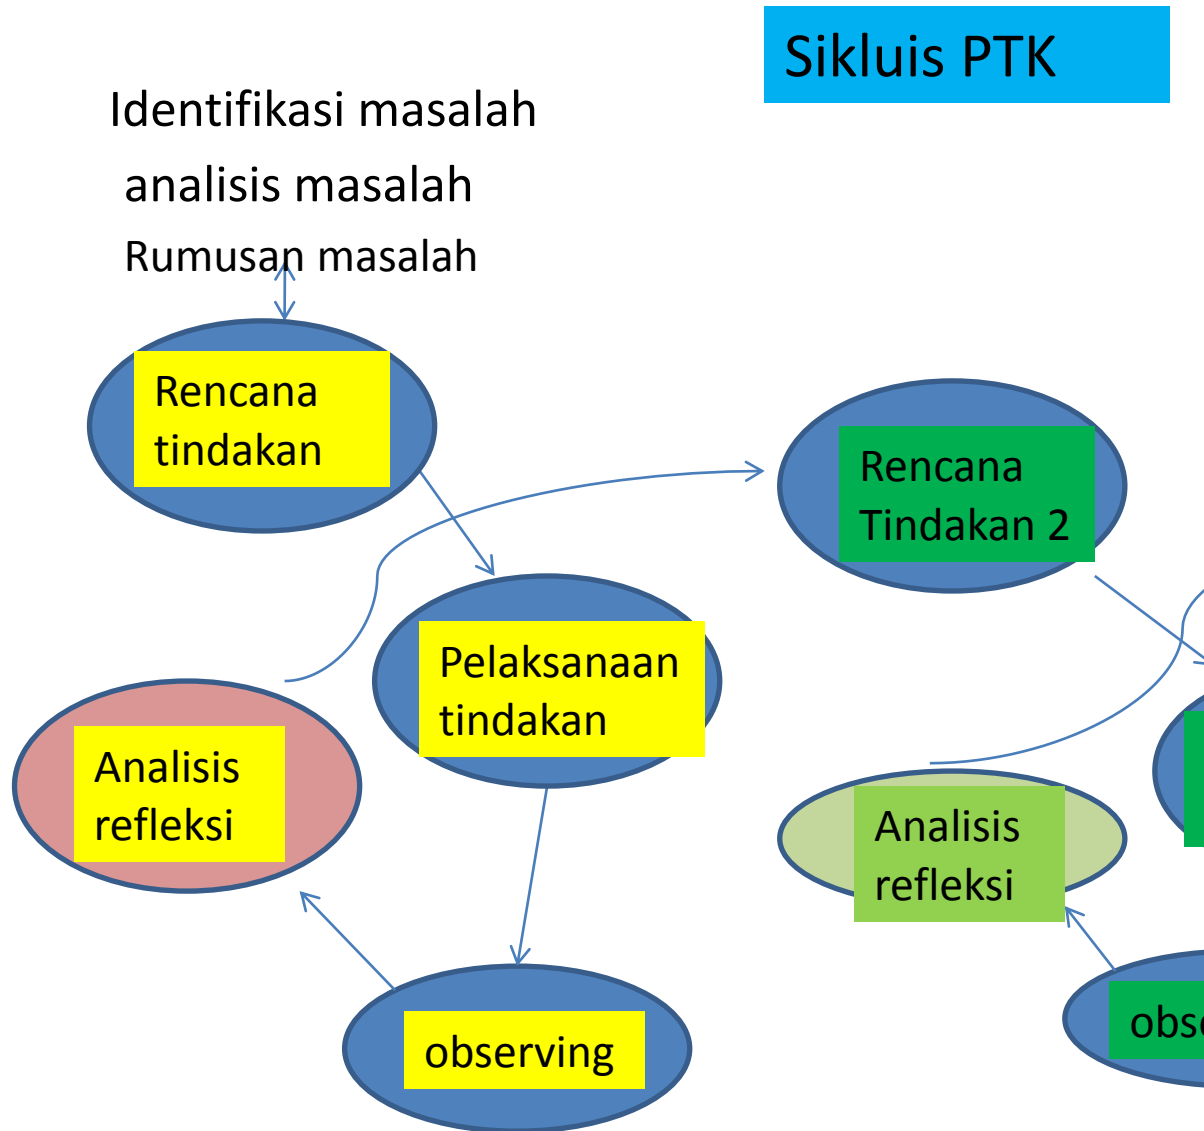 Sikluis PTK
Identifikasi masalah
analisis masalah
Rumusan masalah
Rencana
tindakan
Pelaksanaan
tindakan
observing
Analisis
refleksi
Rencana
Tindakan 2
Analisis
refleksi